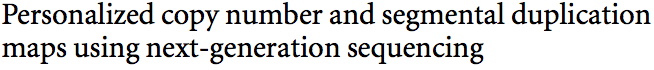 Personalized copy number and segmental duplication
maps using next-generation sequencing